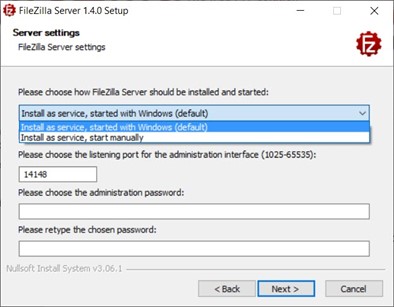 FileZilla Server 1.4.0 Setup
Server settings
FileZilla Server settings
Please choose how FileZilla Server should be installed and started:
Install as service, started with Windows (default)
Install as service, started with Windows (default)
Install as service, start manually
Please choose the listening port for the administration interface (1025-65535):
14148
Please choose the administration password:
Please retype the chosen password:
Nullsoft Install System v3.06.1
< Back
Next >
Cancel